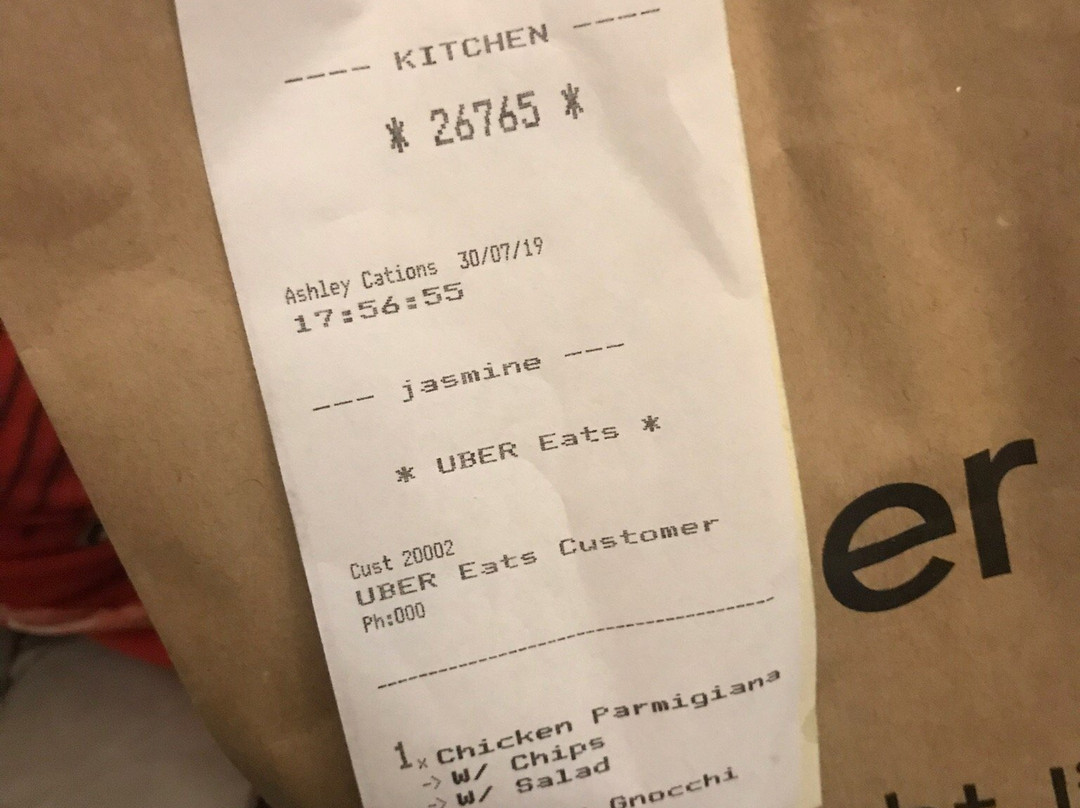 ---- KITCHEN ----
* 26765 *
Ashley Cations 30/07/19
17:56:55
--- jasmine ---
* UBER Eats *
Cust 20002
UBER Eats Customer
Ph:000
1x Chicken Parmigiana
-> W/ Chips
-> W/ Salad
Gnocchi
er